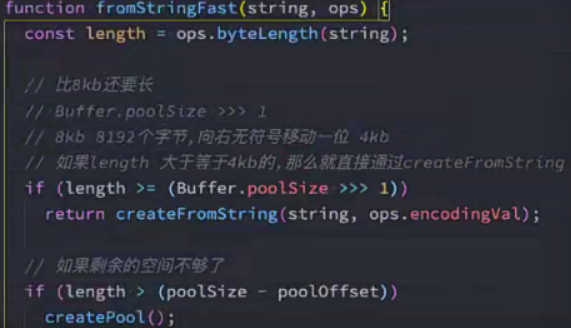 function fromStringFast(string, ops) {
const length = ops.byteLength(string);
// 比8kb还要长
// Buffer.poolSize >>> 1
// 8kb 8192个字节,向右无符号移动一位 4kb
// 如果length 大于等于4kb的,那么就直接通过createFromString
if (length >= (Buffer.poolSize >>> 1))
return createFromString(string, ops.encodingVal);
// 如果剩余的空间不够了
if (length > (poolSize - poolOffset))
createPool();